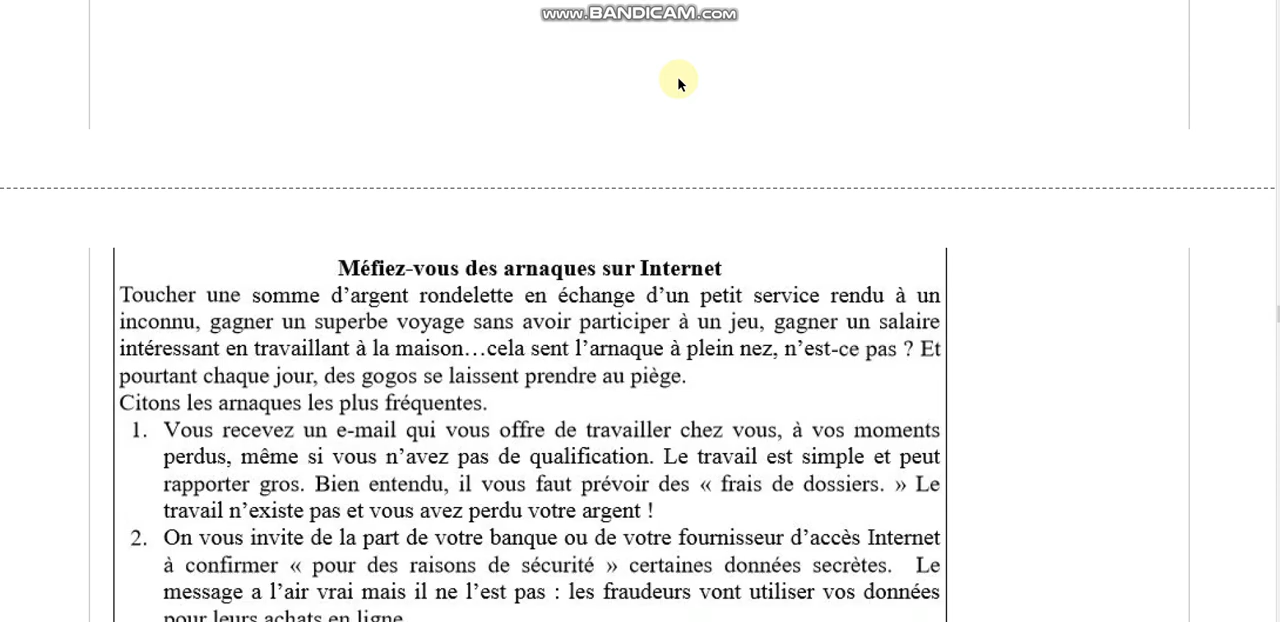 www.BANDICAM.com
Méfiez-vous des arnaques sur Internet
Toucher une somme d’argent rondelette en échange d’un petit service rendu à un
inconnu, gagner un superbe voyage sans avoir participer à un jeu, gagner un salaire
intéressant en travaillant à la maison…cela sent l’arnaque à plein nez, n’est-ce pas ? Et
pourtant chaque jour, des gogos se laissent prendre au piège.
Citons les arnaques les plus fréquentes.
1. Vous recevez un e-mail qui vous offre de travailler chez vous, à vos moments
perdus, même si vous n’avez pas de qualification. Le travail est simple et peut
rapporter gros. Bien entendu, il vous faut prévoir des « frais de dossiers. » Le
travail n’existe pas et vous avez perdu votre argent !
2. On vous invite de la part de votre banque ou de votre fournisseur d’accès Internet
à confirmer « pour des raisons de sécurité » certaines données secrètes. Le
message a l’air vrai mais il ne l’est pas : les fraudeurs vont utiliser vos données
pour leurs achats en ligne.